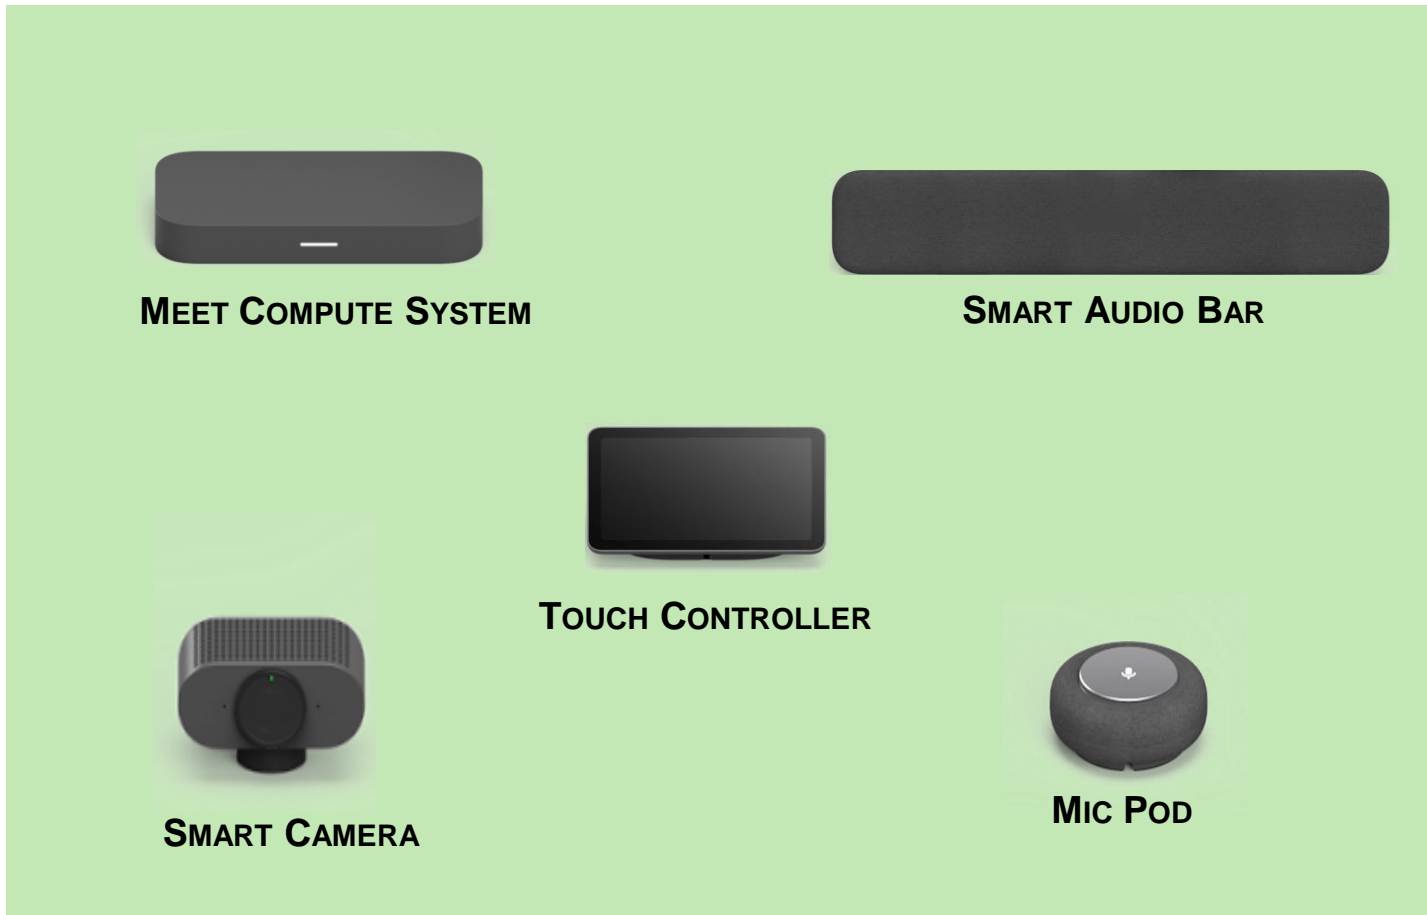 MEET COMPUTE SYSTEM
SMART AUDIO BAR
TOUCH CONTROLLER
SMART CAMERA
MIC POD